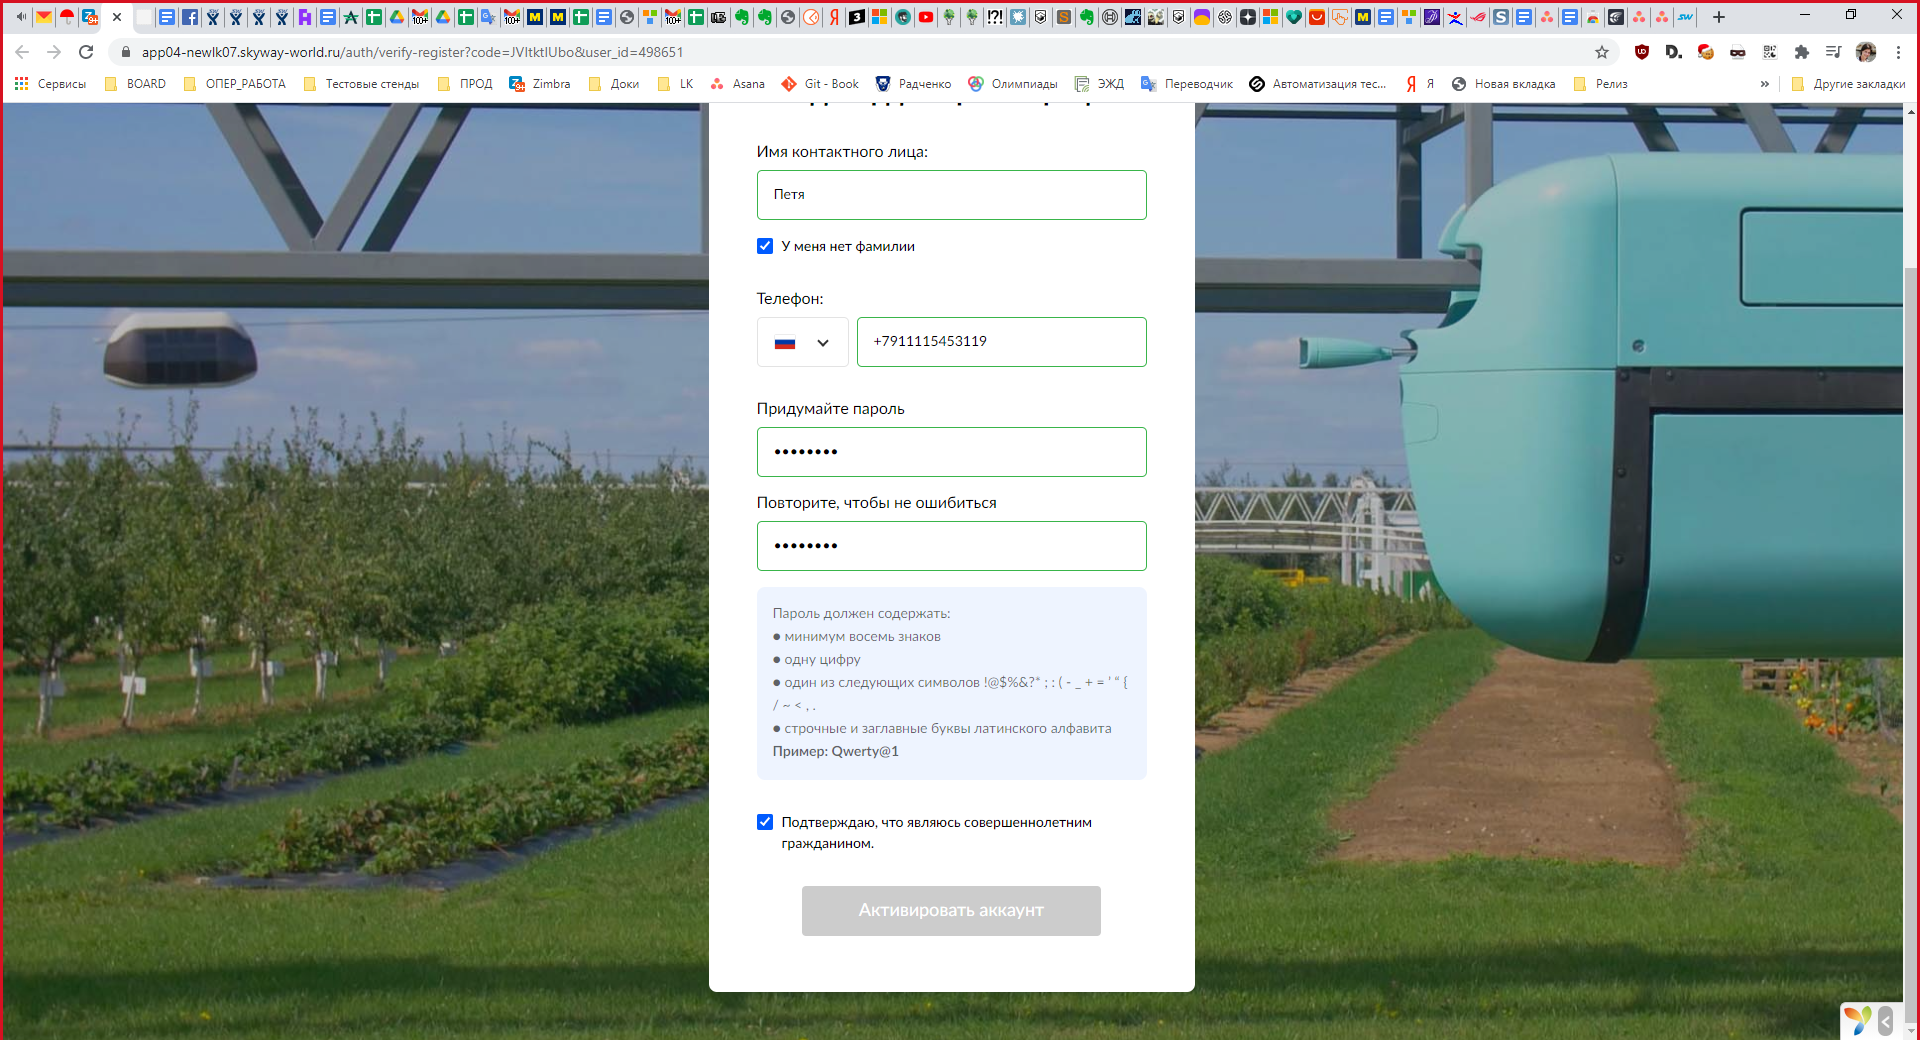 app04-newlk07.skyway-world.ru/auth/verify-register?code=JVltktlUbo&user_id=498651
Сервисы BOARD ОПЕР_РАБОТА Тестовые стенды ПРОД Zimbra Доки LK Asana Git - Book Радченко Олимпиады ЭЖД Переводчик Автоматизация тес... Я Новая вкладка Релиз » Другие закладки
Имя контактного лица:
Петя
У меня нет фамилии
Телефон:
+7911115453119
Придумайте пароль
••••••••
Повторите, чтобы не ошибиться
••••••••
Пароль должен содержать:
● минимум восемь знаков
● одну цифру
● один из следующих символов !@$%&?* ; : ( - _ + = ' “ {
/ ~ < , .
● строчные и заглавные буквы латинского алфавита
Пример: Qwerty@1
Подтверждаю, что являюсь совершеннолетним
гражданином.
Активировать аккаунт